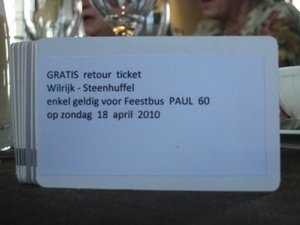 GRATIS retour ticket
Wilrijk - Steenhuffel
enkel geldig voor Feestbus PAUL 60
op zondag 18 april 2010